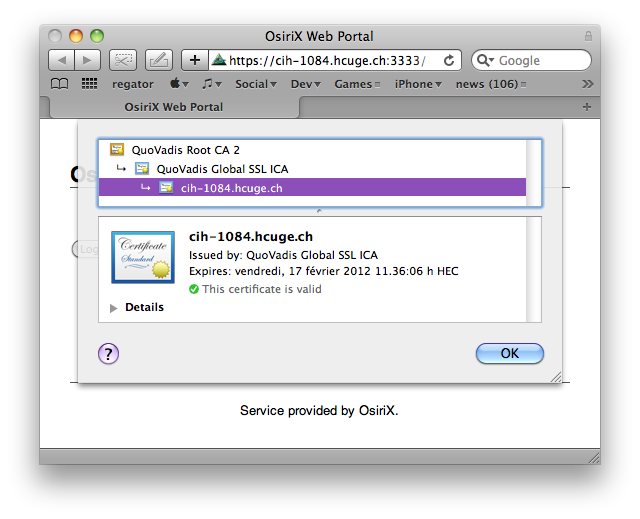 OsiriX Web Portal
https://cih-1084.hcuge.ch:3333/
Google
regator
Social
Dev
Games
iPhone
news (106)
OsiriX Web Portal
QuoVadis Root CA 2
QuoVadis Global SSL ICA
cih-1084.hcuge.ch
Os
Log
Certificate
Standard
cih-1084.hcuge.ch
Issued by: QuoVadis Global SSL ICA
Expires: vendredi, 17 février 2012 11.36:06 h HEC
This certificate is valid
Details
?
OK
Service provided by OsiriX.